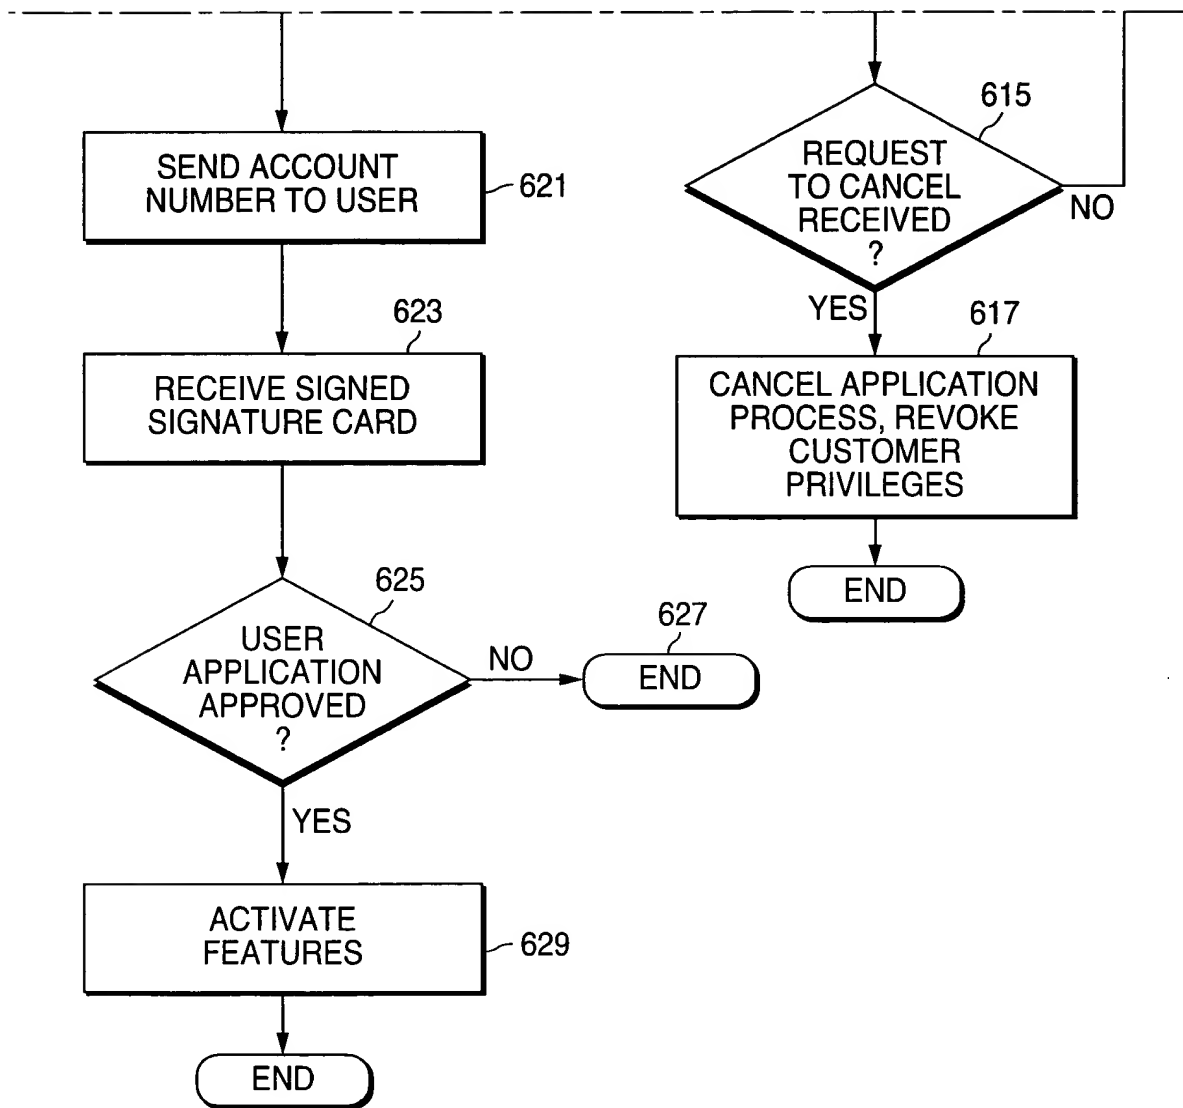 SEND ACCOUNT
NUMBER TO USER
621
623
RECEIVE SIGNED
SIGNATURE CARD
625
USER
APPLICATION
APPROVED
?
NO
627
END
YES
ACTIVATE
FEATURES
629
END
615
REQUEST
TO CANCEL
RECEIVED
?
NO
YES
617
CANCEL APPLICATION
PROCESS, REVOKE
CUSTOMER
PRIVILEGES
END